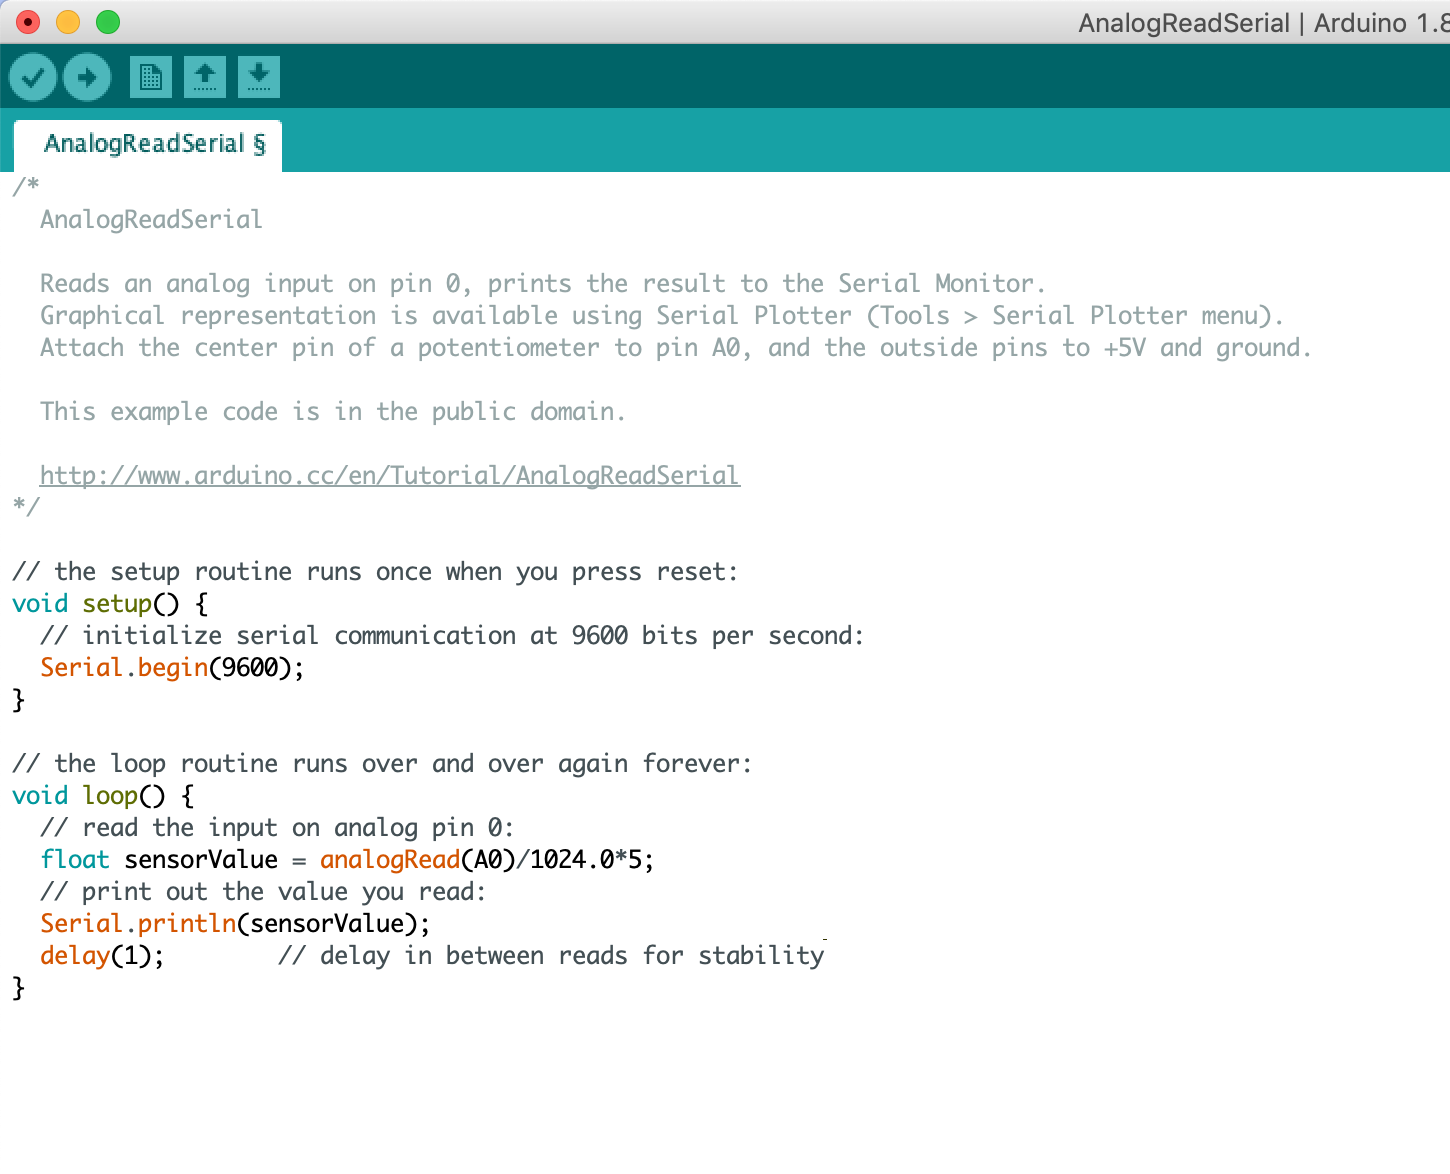 AnalogReadSerial | Arduino 1.8
AnalogReadSerial §
/*
  AnalogReadSerial

  Reads an analog input on pin 0, prints the result to the Serial Monitor.
  Graphical representation is available using Serial Plotter (Tools > Serial Plotter menu).
  Attach the center pin of a potentiometer to pin A0, and the outside pins to +5V and ground.

  This example code is in the public domain.

  http://www.arduino.cc/en/Tutorial/AnalogReadSerial
*/

// the setup routine runs once when you press reset:
void setup() {
  // initialize serial communication at 9600 bits per second:
  Serial.begin(9600);
}

// the loop routine runs over and over again forever:
void loop() {
  // read the input on analog pin 0:
  float sensorValue = analogRead(A0)/1024.0*5;
  // print out the value you read:
  Serial.println(sensorValue);
  delay(1);        // delay in between reads for stability
}